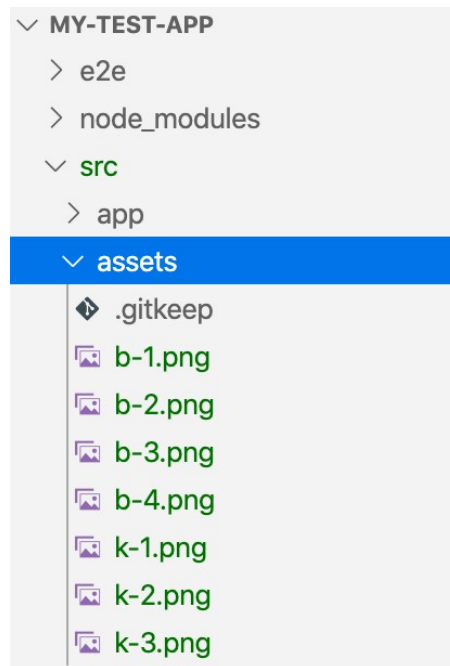 MY-TEST-APP
e2e
node_modules
src
app
assets
.gitkeep
b-1.png
b-2.png
b-3.png
b-4.png
k-1.png
k-2.png
k-3.png